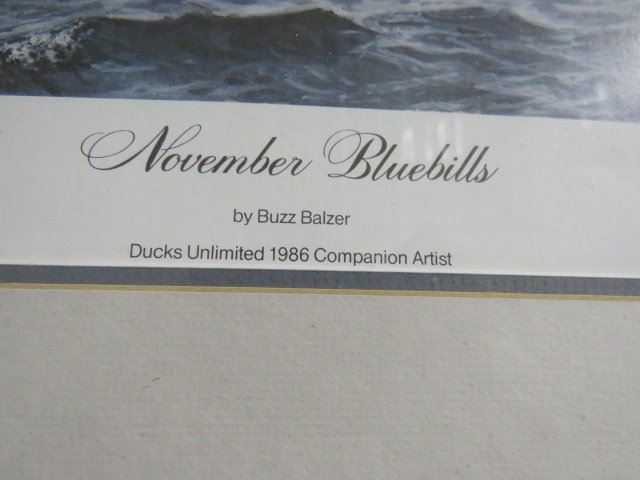 November Bluebills
by Buzz Balzer
Ducks Unlimited 1986 Companion Artist